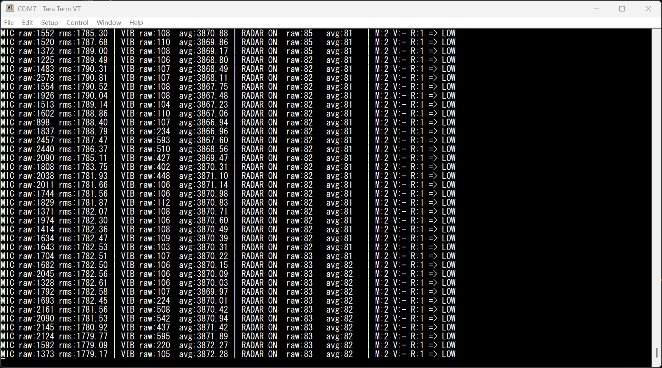 COM7 - Tera Term VT
File Edit Setup Control Window Help
MIC raw:1552 rms:1785.30 | VIB raw:108 avg:3870.88 | RADAR ON raw:85 avg:81 | M:2 V:- R:1 => LOW
MIC raw:1520 rms:1787.68 | VIB raw:110 avg:3869.86 | RADAR ON raw:82 avg:81 | M:2 V:- R:1 => LOW
MIC raw:1372 rms:1789.00 | VIB raw:108 avg:3869.17 | RADAR ON raw:82 avg:81 | M:2 V:- R:1 => LOW
MIC raw:1225 rms:1789.49 | VIB raw:106 avg:3868.80 | RADAR ON raw:82 avg:81 | M:2 V:- R:1 => LOW
MIC raw:1483 rms:1790.31 | VIB raw:107 avg:3868.49 | RADAR ON raw:82 avg:81 | M:2 V:- R:1 => LOW
MIC raw:2578 rms:1790.81 | VIB raw:107 avg:3868.11 | RADAR ON raw:82 avg:81 | M:2 V:- R:1 => LOW
MIC raw:1564 rms:1790.52 | VIB raw:108 avg:3867.75 | RADAR ON raw:82 avg:81 | M:2 V:- R:1 => LOW
MIC raw:1926 rms:1790.04 | VIB raw:108 avg:3867.48 | RADAR ON raw:82 avg:81 | M:2 V:- R:1 => LOW
MIC raw:1513 rms:1789.14 | VIB raw:104 avg:3867.23 | RADAR ON raw:82 avg:81 | M:2 V:- R:1 => LOW
MIC raw:1602 rms:1788.86 | VIB raw:110 avg:3867.06 | RADAR ON raw:82 avg:81 | M:2 V:- R:1 => LOW
MIC raw:898 rms:1788.40 | VIB raw:107 avg:3866.94 | RADAR ON raw:82 avg:81 | M:2 V:- R:1 => LOW
MIC raw:1837 rms:1788.79 | VIB raw:234 avg:3866.96 | RADAR ON raw:82 avg:81 | M:2 V:- R:1 => LOW
MIC raw:2457 rms:1787.47 | VIB raw:593 avg:3867.60 | RADAR ON raw:82 avg:81 | M:2 V:- R:1 => LOW
MIC raw:2440 rms:1786.37 | VIB raw:510 avg:3868.56 | RADAR ON raw:82 avg:81 | M:2 V:- R:1 => LOW
MIC raw:2090 rms:1785.11 | VIB raw:427 avg:3869.47 | RADAR ON raw:82 avg:81 | M:2 V:- R:1 => LOW
MIC raw:1808 rms:1783.75 | VIB raw:402 avg:3870.31 | RADAR ON raw:82 avg:81 | M:2 V:- R:1 => LOW
MIC raw:2038 rms:1781.93 | VIB raw:448 avg:3871.10 | RADAR ON raw:82 avg:81 | M:2 V:- R:1 => LOW
MIC raw:2011 rms:1781.66 | VIB raw:106 avg:3871.14 | RADAR ON raw:82 avg:81 | M:2 V:- R:1 => LOW
MIC raw:1744 rms:1781.56 | VIB raw:106 avg:3870.98 | RADAR ON raw:82 avg:81 | M:2 V:- R:1 => LOW
MIC raw:1829 rms:1781.87 | VIB raw:112 avg:3870.83 | RADAR ON raw:82 avg:81 | M:2 V:- R:1 => LOW
MIC raw:1371 rms:1782.07 | VIB raw:108 avg:3870.71 | RADAR ON raw:82 avg:81 | M:2 V:- R:1 => LOW
MIC raw:1974 rms:1782.30 | VIB raw:106 avg:3870.60 | RADAR ON raw:82 avg:81 | M:2 V:- R:1 => LOW
MIC raw:1414 rms:1782.36 | VIB raw:108 avg:3870.49 | RADAR ON raw:82 avg:81 | M:2 V:- R:1 => LOW
MIC raw:1634 rms:1782.47 | VIB raw:109 avg:3870.39 | RADAR ON raw:82 avg:81 | M:2 V:- R:1 => LOW
MIC raw:1643 rms:1782.53 | VIB raw:103 avg:3870.31 | RADAR ON raw:82 avg:81 | M:2 V:- R:1 => LOW
MIC raw:1704 rms:1782.51 | VIB raw:107 avg:3870.22 | RADAR ON raw:83 avg:81 | M:2 V:- R:1 => LOW
MIC raw:1682 rms:1782.50 | VIB raw:106 avg:3870.15 | RADAR ON raw:83 avg:82 | M:2 V:- R:1 => LOW
MIC raw:2045 rms:1782.56 | VIB raw:106 avg:3870.09 | RADAR ON raw:83 avg:82 | M:2 V:- R:1 => LOW
MIC raw:1328 rms:1782.61 | VIB raw:106 avg:3870.03 | RADAR ON raw:83 avg:82 | M:2 V:- R:1 => LOW
MIC raw:1792 rms:1782.58 | VIB raw:107 avg:3869.97 | RADAR ON raw:83 avg:82 | M:2 V:- R:1 => LOW
MIC raw:1693 rms:1782.45 | VIB raw:224 avg:3870.01 | RADAR ON raw:83 avg:82 | M:2 V:- R:1 => LOW
MIC raw:2161 rms:1781.56 | VIB raw:508 avg:3870.42 | RADAR ON raw:83 avg:82 | M:2 V:- R:1 => LOW
MIC raw:2090 rms:1781.53 | VIB raw:542 avg:3870.94 | RADAR ON raw:83 avg:82 | M:2 V:- R:1 => LOW
MIC raw:2145 rms:1780.92 | VIB raw:437 avg:3871.42 | RADAR ON raw:83 avg:82 | M:2 V:- R:1 => LOW
MIC raw:2124 rms:1779.77 | VIB raw:595 avg:3871.89 | RADAR ON raw:83 avg:82 | M:2 V:- R:1 => LOW
MIC raw:1592 rms:1779.09 | VIB raw:220 avg:3872.27 | RADAR ON raw:83 avg:82 | M:2 V:- R:1 => LOW
MIC raw:1373 rms:1779.17 | VIB raw:105 avg:3872.28 | RADAR ON raw:83 avg:82 | M:2 V:- R:1 => LOW